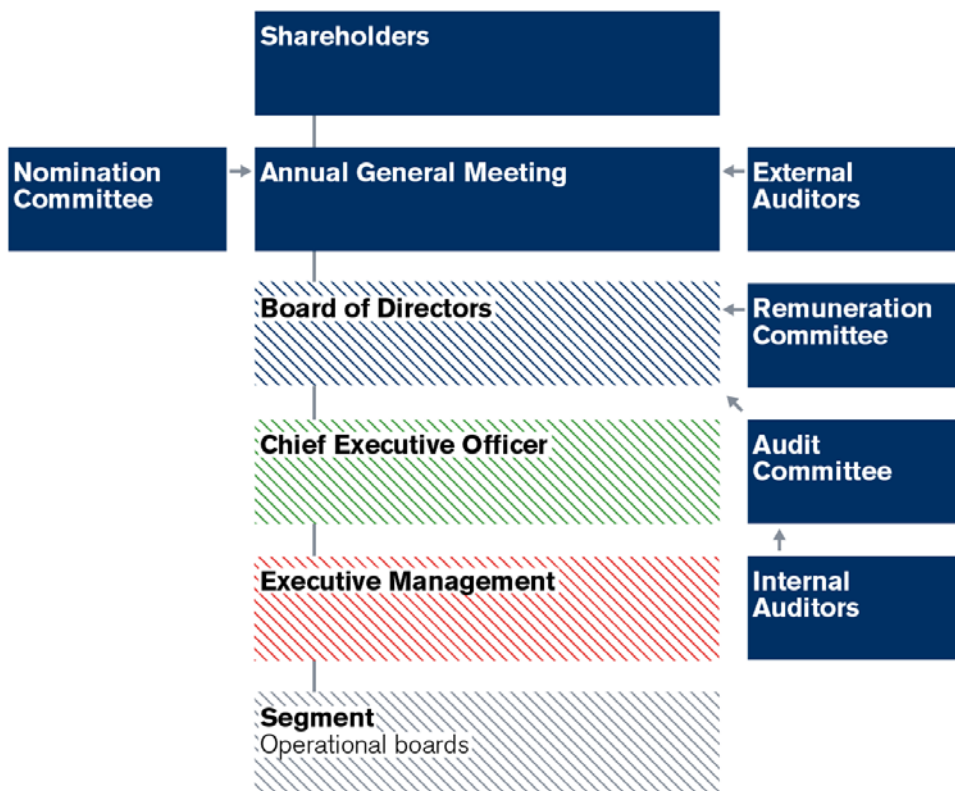 Shareholders
Nomination
Committee
Annual General Meeting
External
Auditors
Board of Directors
Remuneration
Committee
Chief Executive Officer
Audit
Committee
Executive Management
Internal
Auditors
Segment
Operational boards